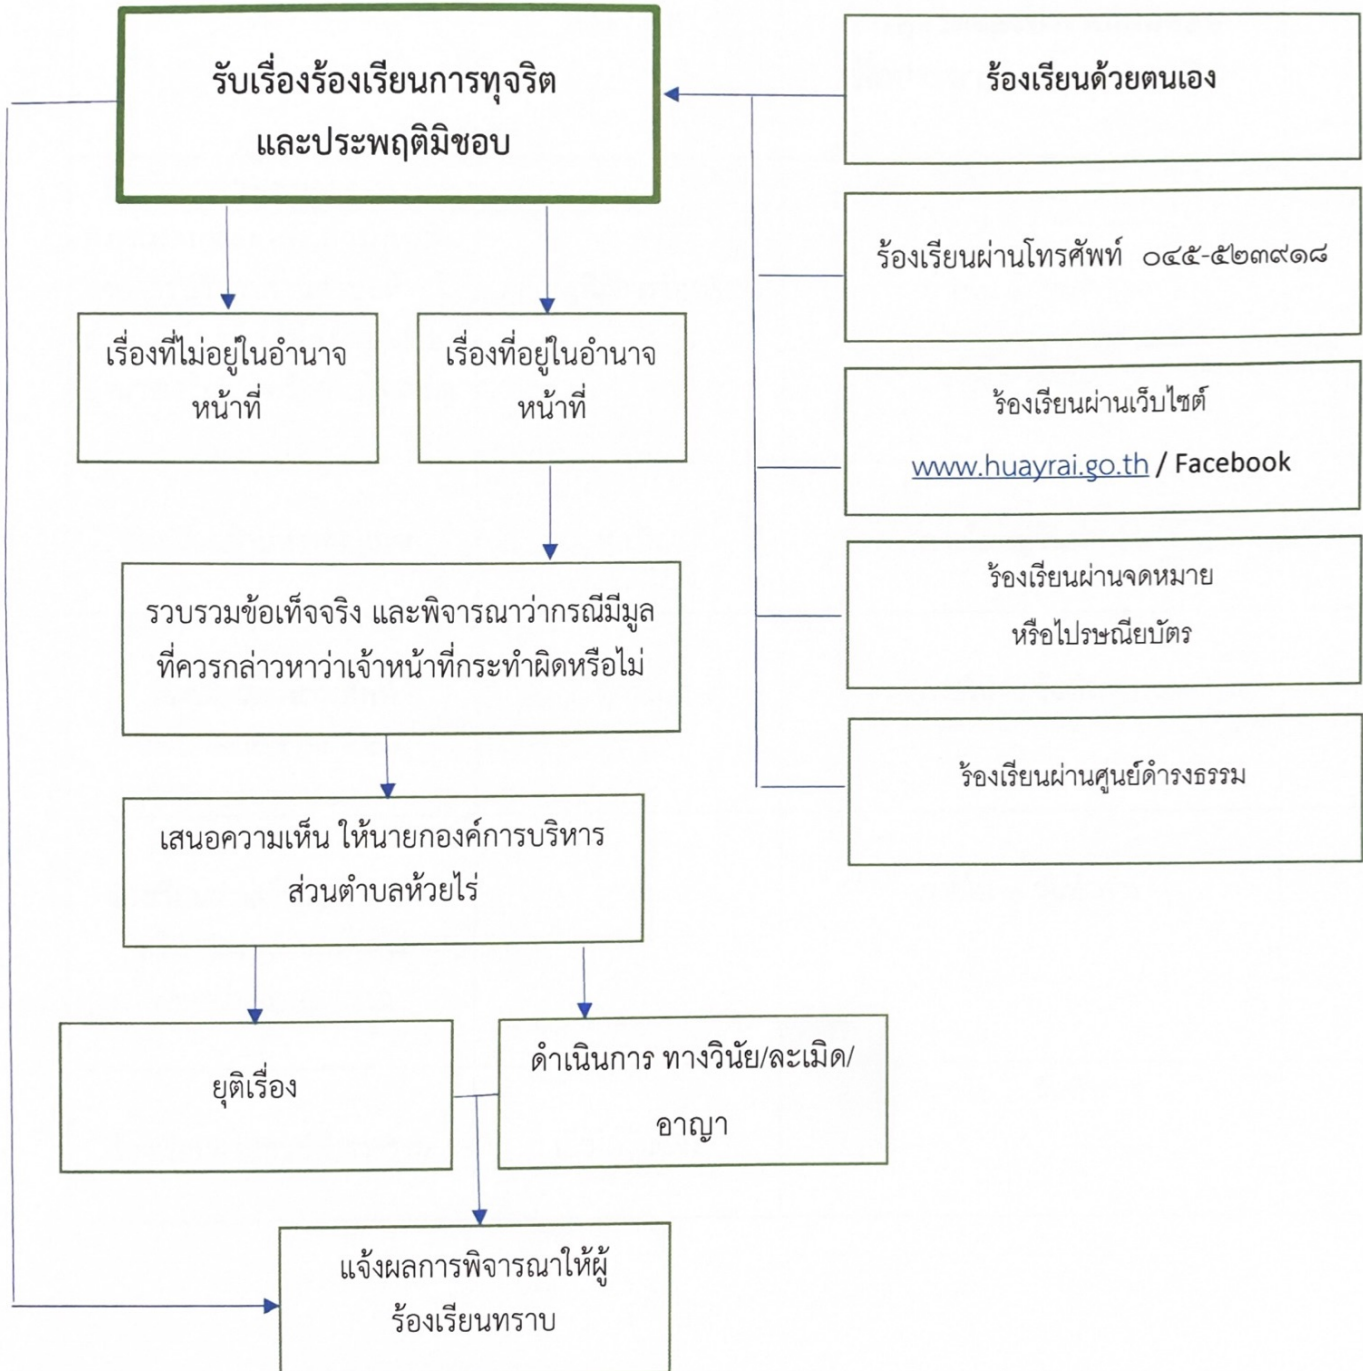 รับเรื่องร้องเรียนการทุจริต
และประพฤติมิชอบ
ร้องเรียนด้วยตนเอง
ร้องเรียนผ่านโทรศัพท์ ๐๔๕-๕๒๓๙๑๘
เรื่องที่ไม่อยู่ในอำนาจ
หน้าที่
เรื่องที่อยู่ในอำนาจ
หน้าที่
ร้องเรียนผ่านเว็บไซต์
www.huayrai.go.th / Facebook
ร้องเรียนผ่านจดหมาย
หรือไปรษณียบัตร
รวบรวมข้อเท็จจริง และพิจารณาว่ากรณีมีมูล
ที่ควรกล่าวหาว่าเจ้าหน้าที่กระทำผิดหรือไม่
ร้องเรียนผ่านศูนย์ดำรงธรรม
เสนอความเห็น ให้นายกองค์การบริหาร
ส่วนตำบลห้วยไร่
ยุติเรื่อง
ดำเนินการ ทางวินัย/ละเมิด/
อาญา
แจ้งผลการพิจารณาให้ผู้
ร้องเรียนทราบ